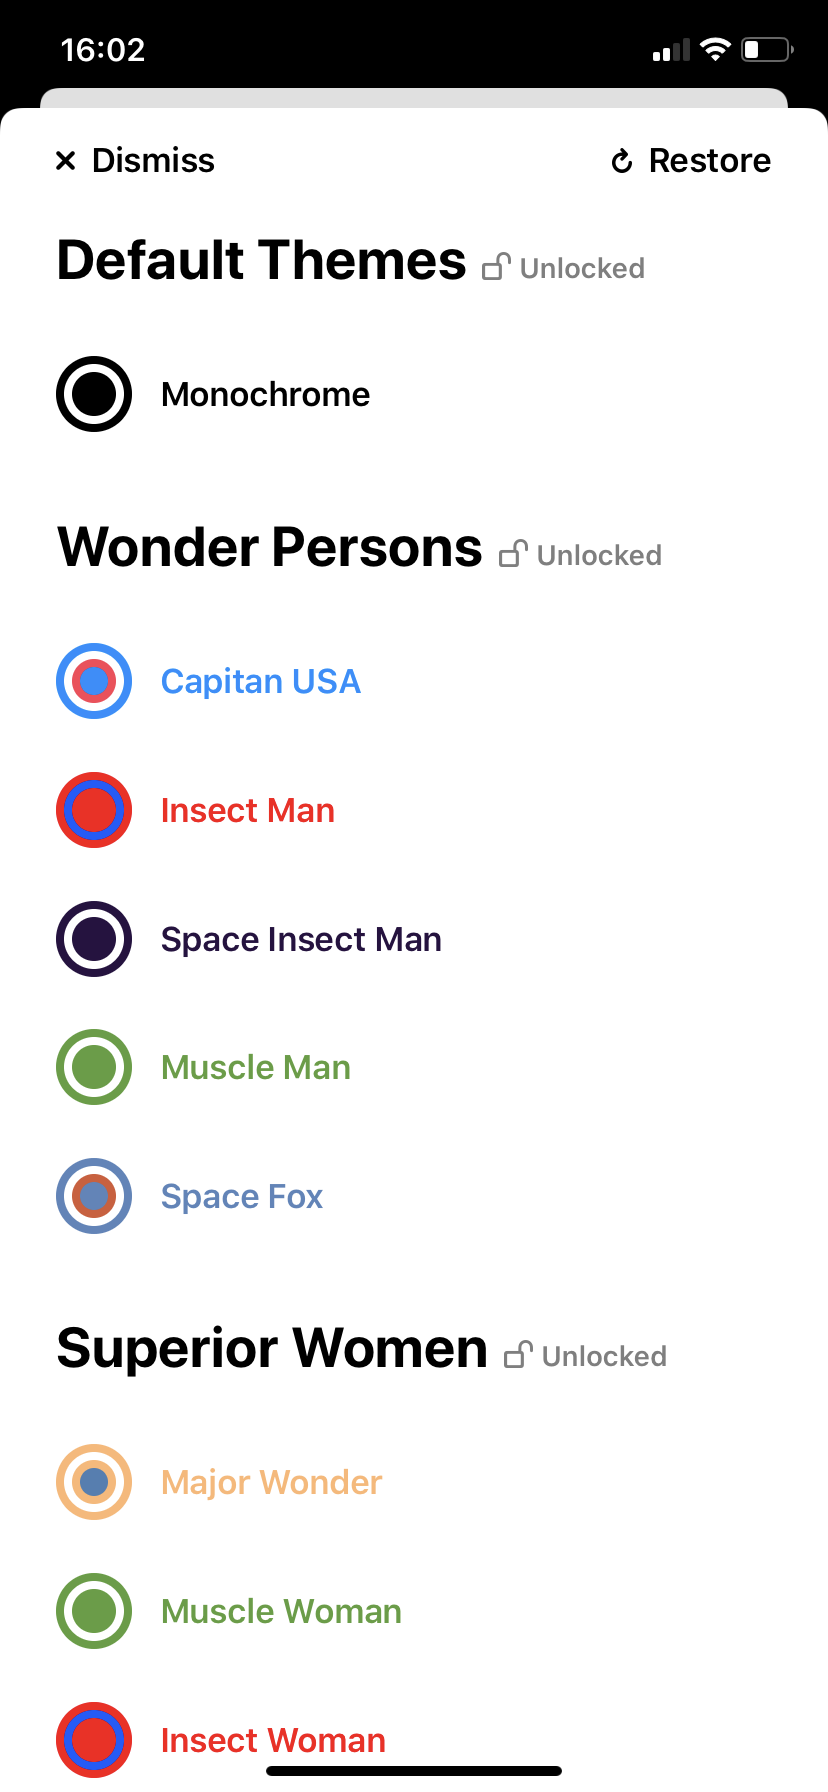 16:02
Dismiss
Restore
Default Themes Unlocked
Monochrome
Wonder Persons Unlocked
Capitan USA
Insect Man
Space Insect Man
Muscle Man
Space Fox
Superior Women Unlocked
Major Wonder
Muscle Woman
Insect Woman